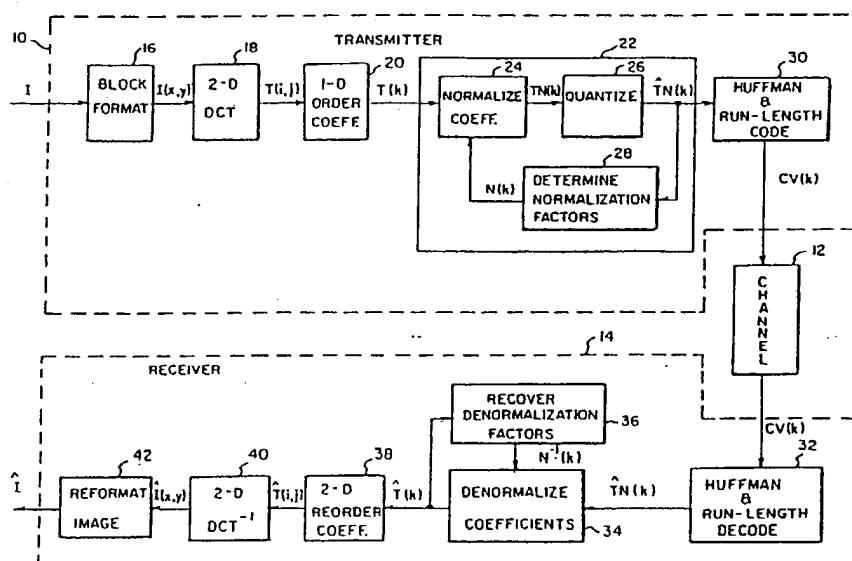 10
16
18
TRANSMITTER
22
20
24
26
30
I
BLOCK
FORMAT
I(x,y)
2-D
DCT
T(i,j)
1-D
ORDER
COEFF.
T(k)
NORMALIZE
COEFF.
TN(k)
QUANTIZE
T̂N(k)
HUFFMAN
&
RUN-LENGTH
CODE
28
N(k)
DETERMINE
NORMALIZATION
FACTORS
CV(k)
12
CHANNEL
14
RECEIVER
RECOVER
DENORMALIZATION
FACTORS
36
CV(k)
N⁻¹(k)
42
40
38
32
Î
REFORMAT
IMAGE
Î(x,y)
2-D
DCT⁻¹
T̂(i,j)
2-D
REORDER
COEFF.
T̂(k)
DENORMALIZE
COEFFICIENTS
34
T̂N(k)
HUFFMAN
&
RUN-LENGTH
DECODE